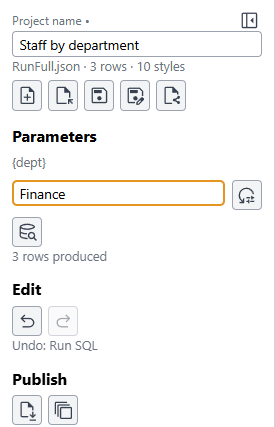 Project name •
Staff by department
RunFull.json · 3 rows · 10 styles
Parameters
{dept}
Finance
3 rows produced
Edit
Undo: Run SQL
Publish